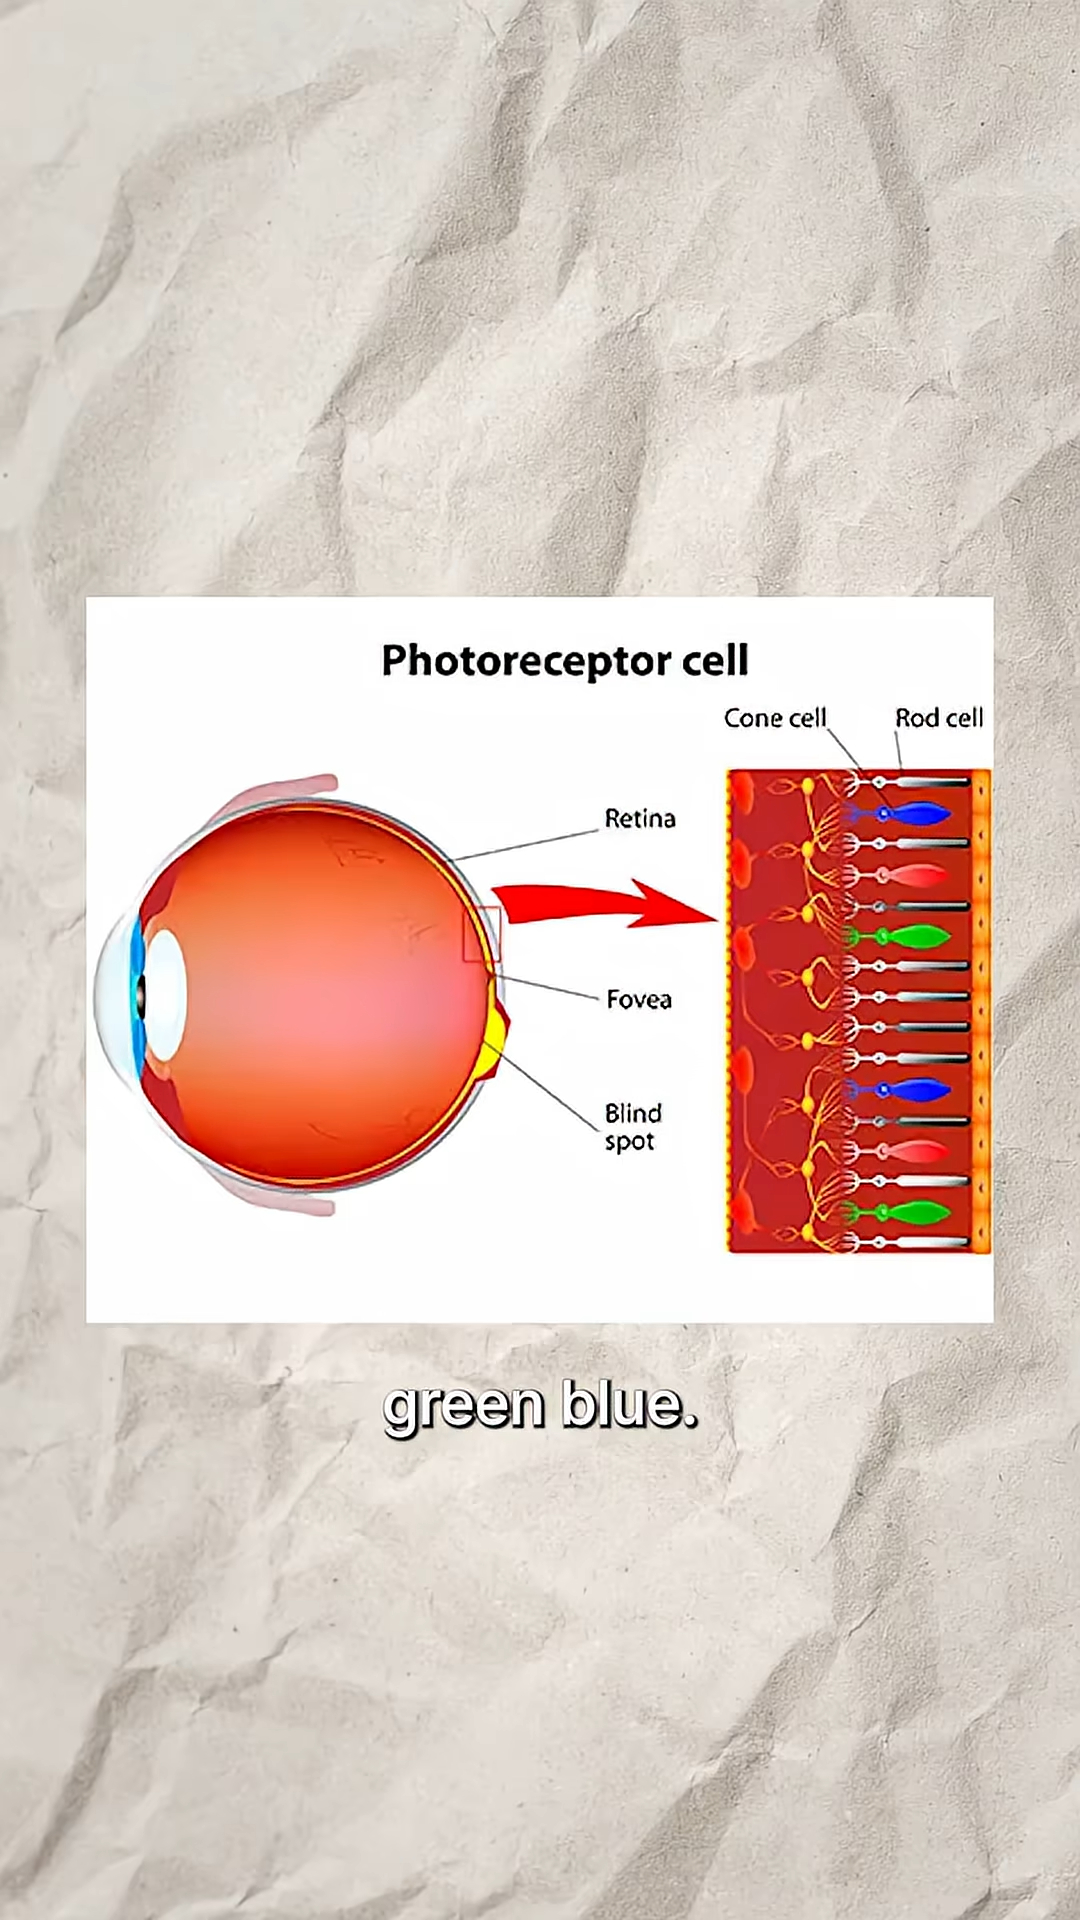 Photoreceptor cell
Cone cell
Rod cell
Retina
Fovea
Blind
spot
green blue.